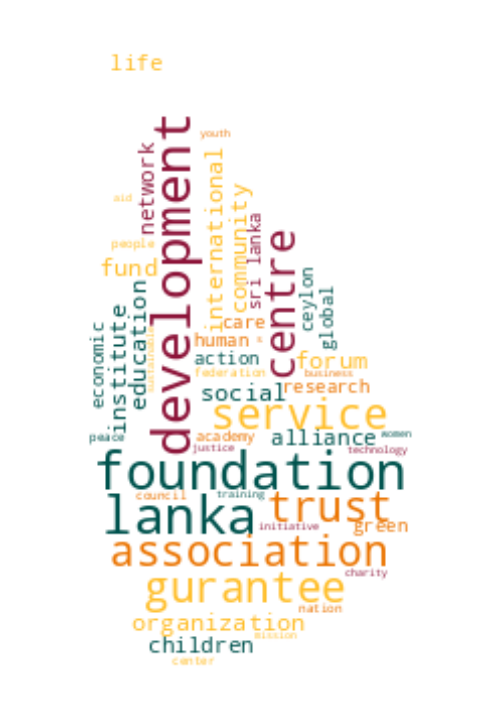 life
youth
development
network
international
aid
community
sri lanka
people
centre
fund
ceylon
education
global
institute
care
economic
sustainable
human
s
action
forum
federation
business
social
research
service
peace
academy
alliance
women
justice
technology
foundation
council
training
lanka
trust
initiative
green
association
charity
gurantee
nation
organization
mission
children
center